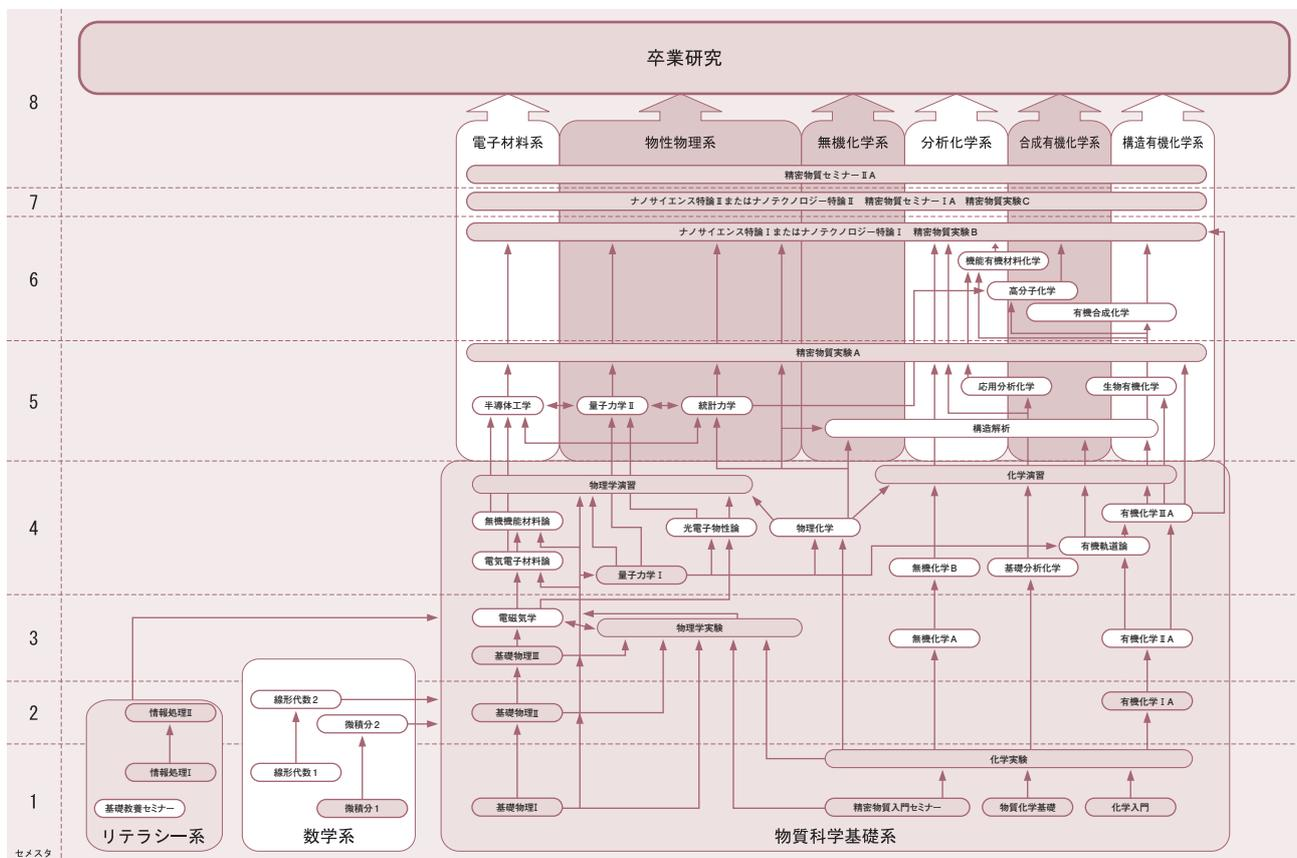 卒業研究
8
電子材料系 物性物理系 無機化学系 分析化学系 合成有機化学系 構造有機化学系
精密物質セミナーⅡA
7
ナノサイエンス特論Ⅱまたはナノテクノロジー特論Ⅱ 精密物質セミナーⅠA 精密物質実験C
ナノサイエンス特論Ⅰまたはナノテクノロジー特論Ⅰ 精密物質実験B
機能有機材料化学
6
高分子化学
有機合成化学
精密物質実験A
応用分析化学 生物有機化学
5
半導体工学 量子力学Ⅱ 統計力学
構造解析
化学演習
物理学演習
有機化学ⅢA
4
無機機能材料論 光電子物性論 物理化学
有機軌道論
電気電子材料論
無機化学B 基礎分析化学
量子力学Ⅰ
電磁気学
物理学実験
3
無機化学A 有機化学ⅡA
基礎物理Ⅲ
線形代数2 有機化学ⅠA
2
情報処理Ⅱ 基礎物理Ⅱ
微積分2
化学実験
情報処理Ⅰ 線形代数1
1
基礎教養セミナー 微積分1 基礎物理Ⅰ 精密物質入門セミナー 物質化学基礎 化学入門
リテラシー系 数学系 物質科学基礎系
セメスタ